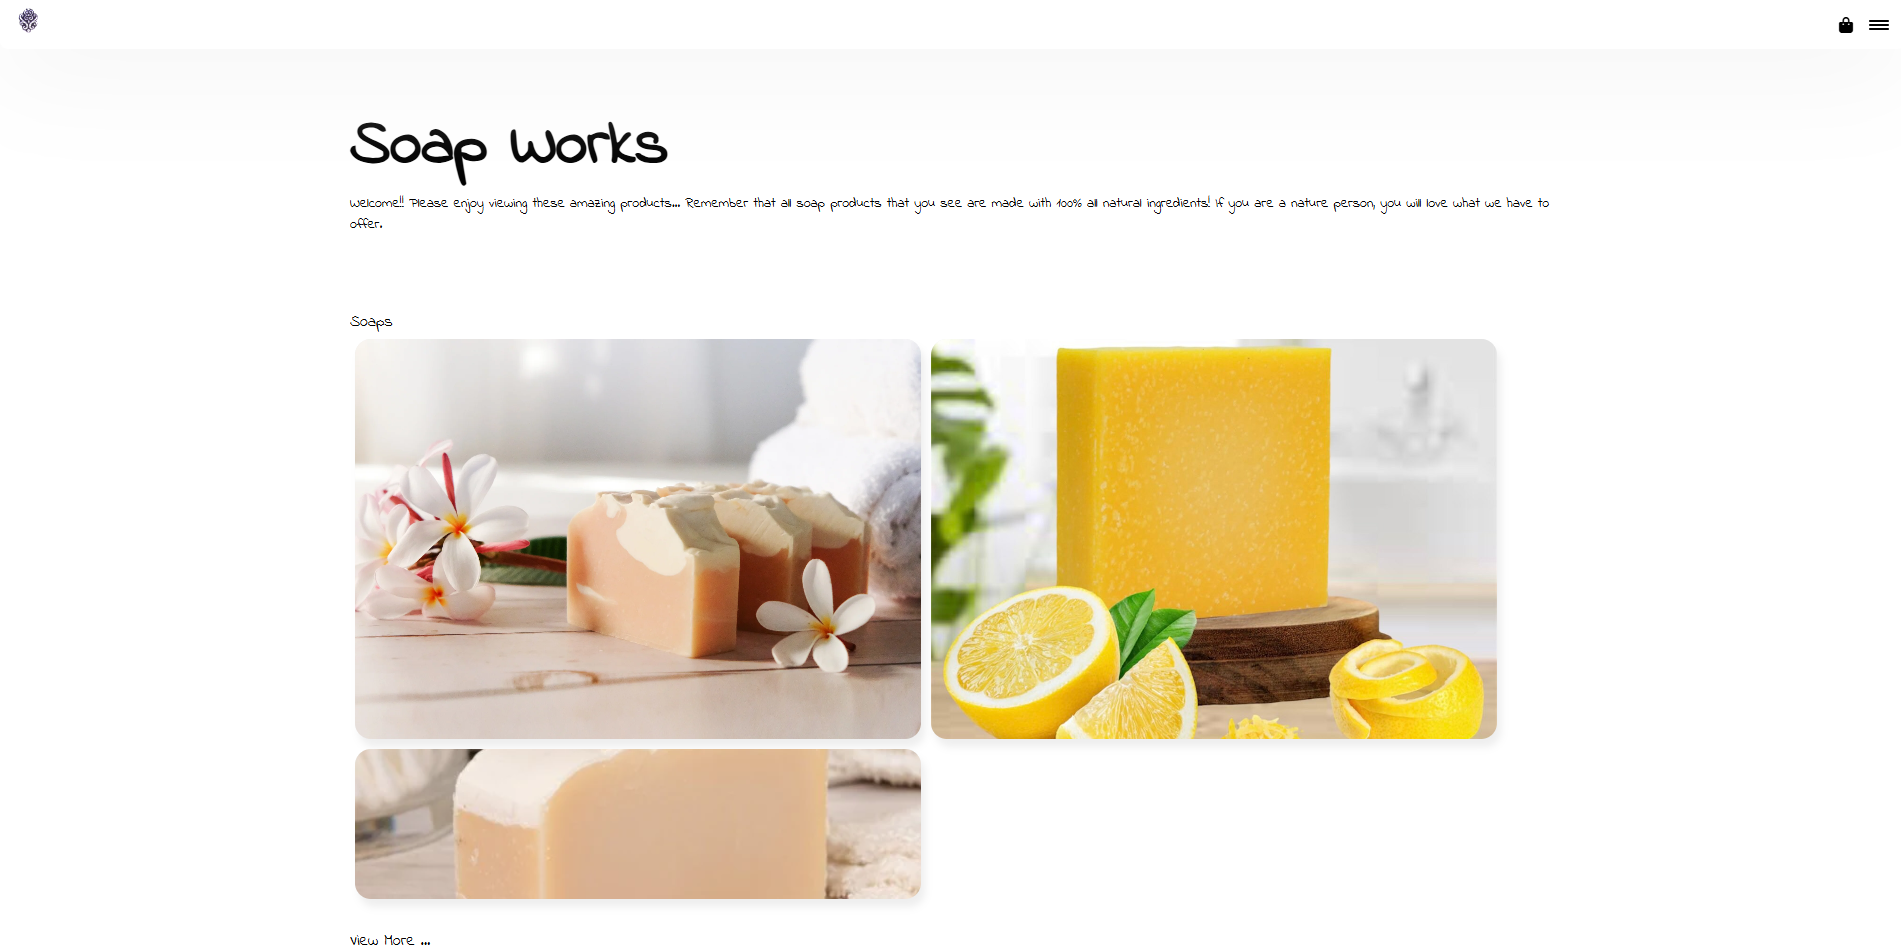 Soap Works
Welcome!! Please enjoy viewing these amazing products... Remember that all soap products that you see are made with 100% all natural ingredients! If you are a nature person, you will love what we have to
offer.
Soaps
View More ...